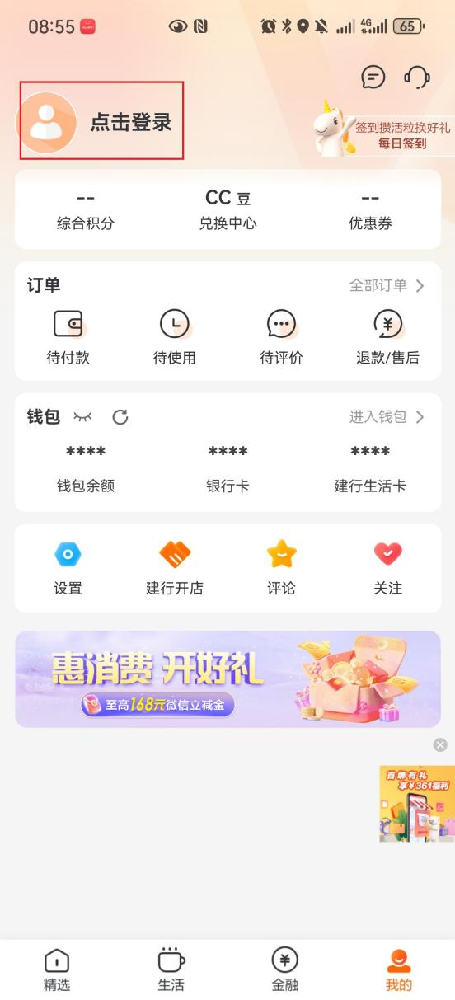 08:55
4G
65
点击登录
签到攒活粒换好礼
每日签到
-- CC 豆 --
综合积分 兑换中心 优惠券
订单 全部订单
待付款 待使用 待评价 退款/售后
钱包 进入钱包
**** **** ****
钱包余额 银行卡 建行生活卡
设置 建行开店 评论 关注
惠消费 开好礼
至高168元微信立减金
首绑有礼
享¥361福利
精选 生活 金融 我的